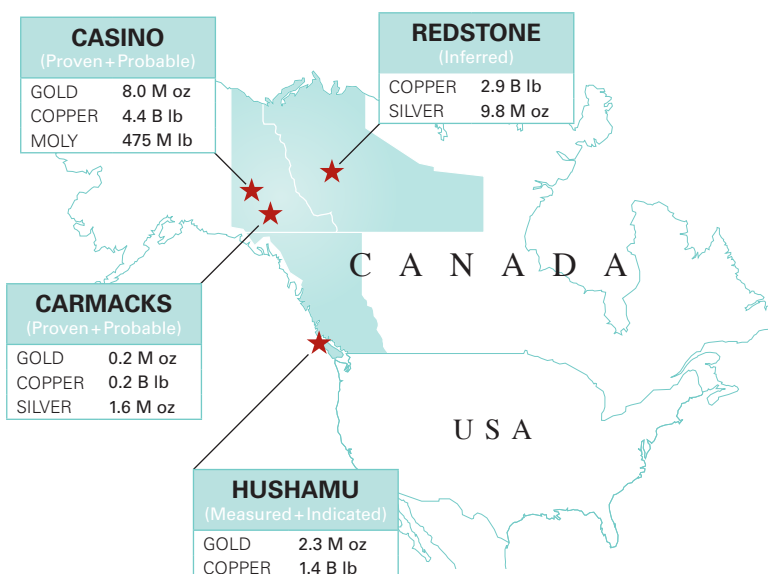 CASINO
(Proven+Probable)
GOLD 8.0 M oz
COPPER 4.4 B lb
MOLY 475 M lb
REDSTONE
(Inferred)
COPPER 2.9 B lb
SILVER 9.8 M oz
CANADA
CARMACKS
(Proven+Probable)
GOLD 0.2 M oz
COPPER 0.2 B lb
SILVER 1.6 M oz
USA
HUSHAMU
(Measured+Indicated)
GOLD 2.3 M oz
COPPER 1.4 B lb